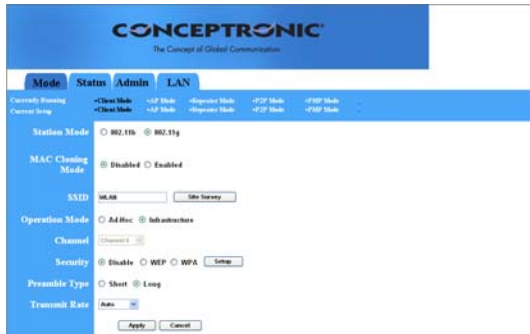 CONCEPTRONIC
The Concept of Global Communication
Mode Status Admin LAN
Currently Running •Client Mode •AP Mode •Repeater Mode •P2P Mode •PMP Mode
Current Setup •Client Mode •AP Mode •Repeater Mode •P2P Mode •PMP Mode
Station Mode 802.11b 802.11g
MAC Cloning Mode Disabled Enabled
SSID WLAN Site Survey
Operation Mode Ad-Hoc Infrastructure
Channel Channel 6
Security Disable WEP WPA Setup
Preamble Type Short Long
Transmit Rate Auto
Apply Cancel